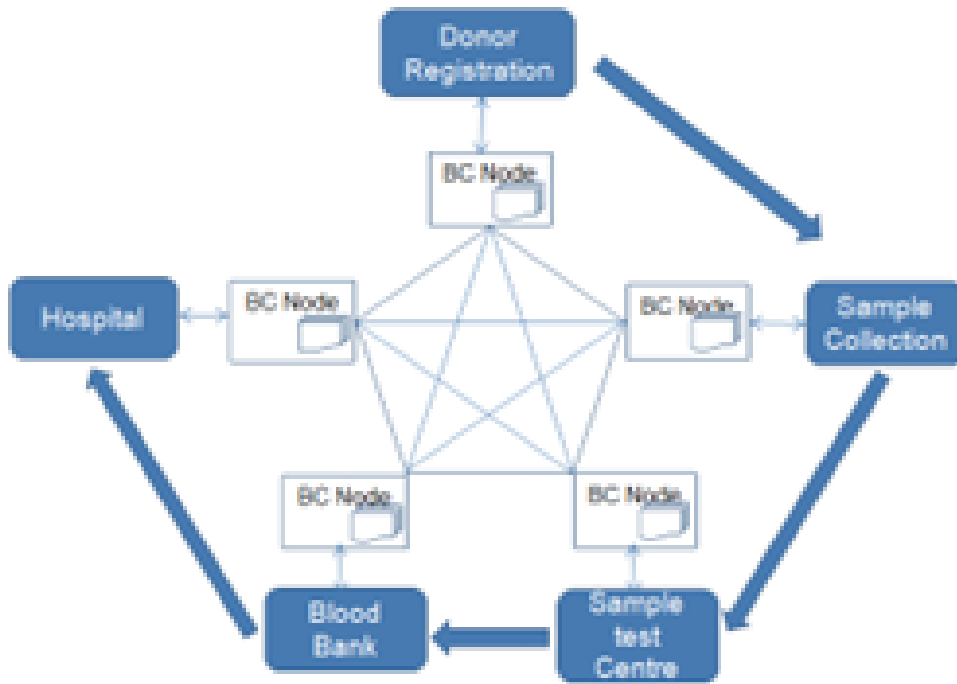 Donor
Registration
BC Node
Hospital
BC Node
BC Node
Sample
Collection
BC Node
BC Node
Blood
Bank
Sample
test
Centre